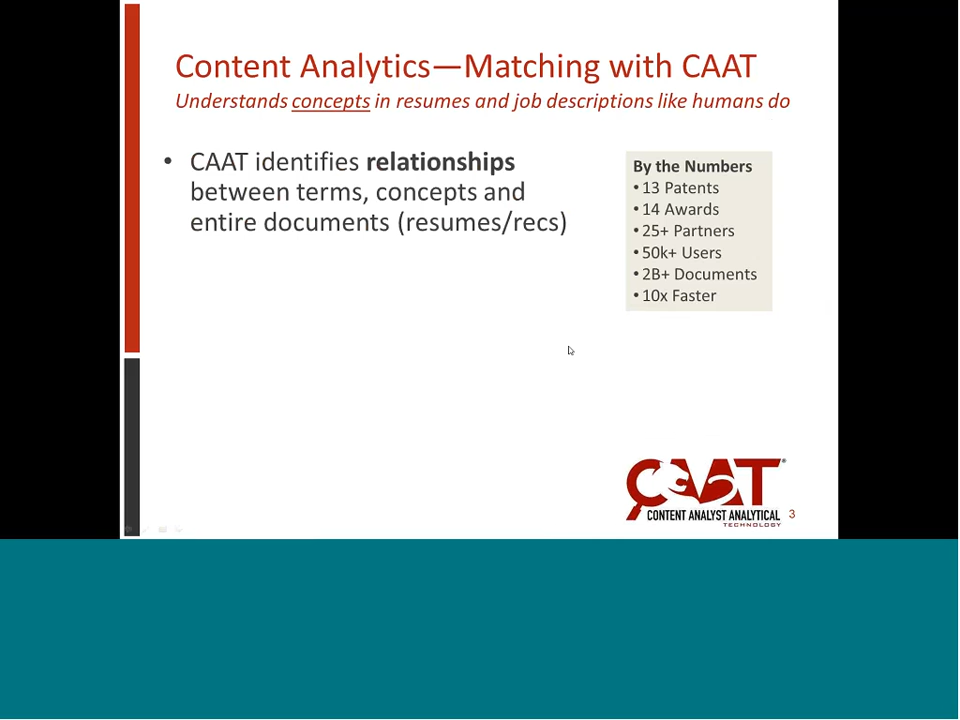 Content Analytics—Matching with CAAT
Understands concepts in resumes and job descriptions like humans do
• CAAT identifies relationships
between terms, concepts and
entire documents (resumes/recs)
By the Numbers
• 13 Patents
• 14 Awards
• 25+ Partners
• 50k+ Users
• 2B+ Documents
• 10x Faster
CAAT®
CONTENT ANALYST ANALYTICAL
TECHNOLOGY
3